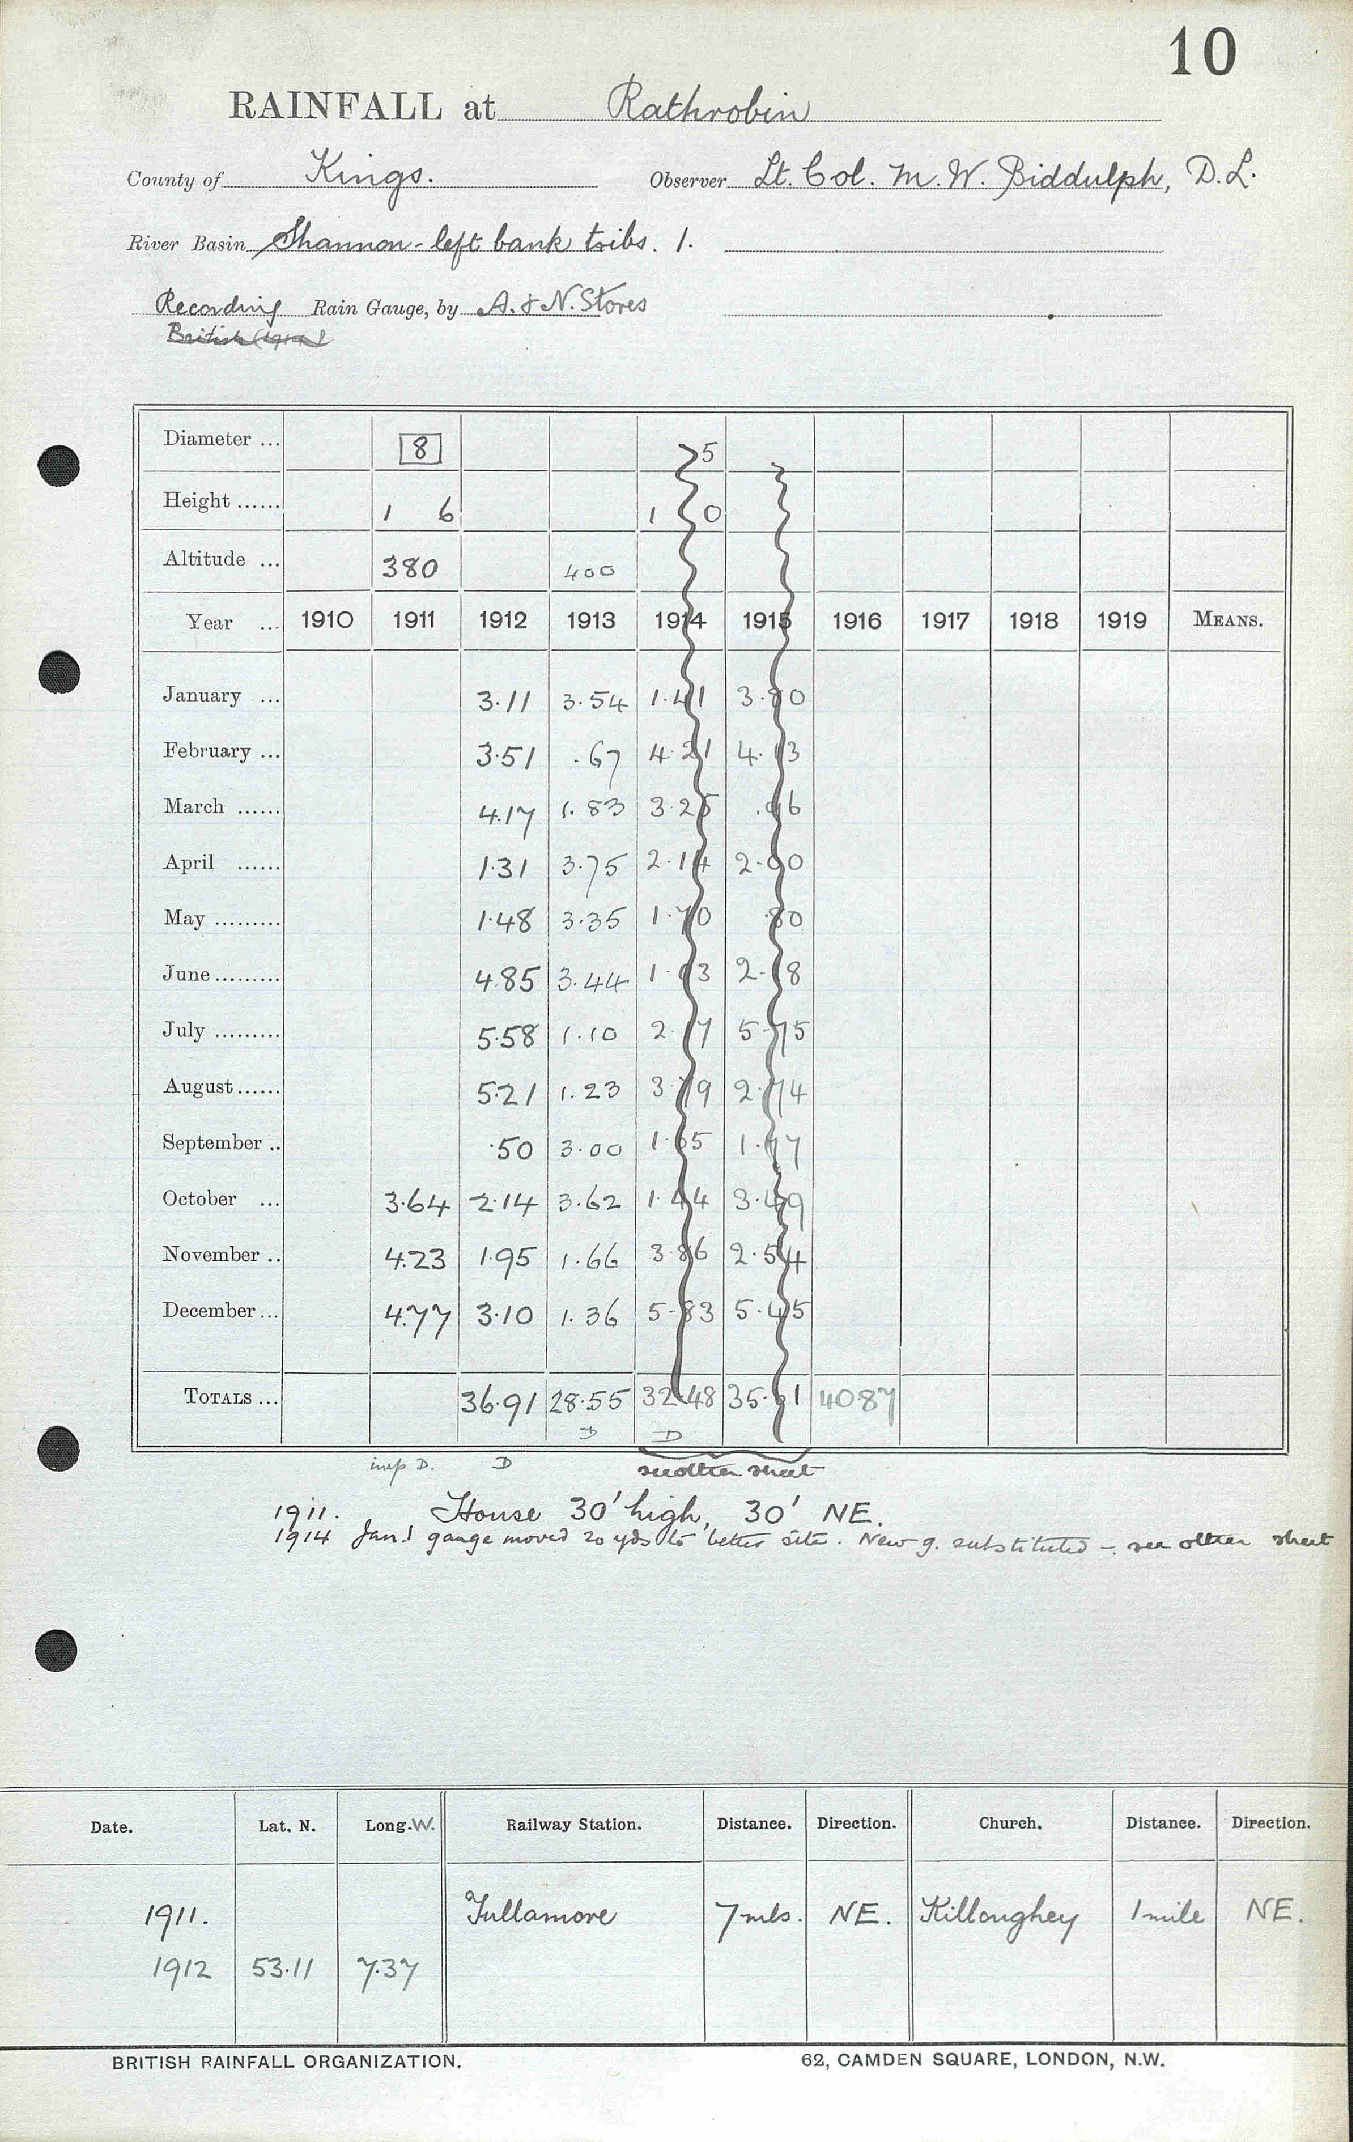 10
RAINFALL at Rathrobin
County of Kings. Observer Lt. Col. M. W. Biddulph, D.L.
River Basin Shannon - left bank tribs. 1.
Recording Rain Gauge, by A. & N. Stores
British (1919)
Diameter ... 8 5
Height ...... 1 6 1 0
Altitude ... 380 400
Year ... 1910 1911 1912 1913 1914 1915 1916 1917 1918 1919 MEANS.
January ... 3.11 3.54 1.41 3.80
February ... 3.51 .67 4.21 4.13
March ...... 4.17 1.83 3.25 .96
April ...... 1.31 3.75 2.14 2.00
May ......... 1.48 3.35 1.70 .80
June ......... 4.85 3.44 1.03 2.18
July ......... 5.58 1.10 2.17 5.75
August ...... 5.21 1.23 3.79 2.74
September .. .50 3.00 1.65 1.77
October ... 3.64 2.14 3.62 1.44 3.49
November .. 4.23 1.95 1.66 3.86 2.54
December ... 4.77 3.10 1.36 5.83 5.45
TOTALS ... 36.91 28.55 32.48 35.61 40.87
D D
imp D. D see other sheet
1911. House 30' high, 30' NE.
1914 Jan. 1 gauge moved 20 yds to better site. New g. substituted - see other sheet
Date. Lat. N. Long. W. Railway Station. Distance. Direction. Church. Distance. Direction.
1911. Tullamore 7 mls. NE. Killoughey 1 mile NE.
1912 53.11 7.37
BRITISH RAINFALL ORGANIZATION. 62, CAMDEN SQUARE, LONDON, N.W.